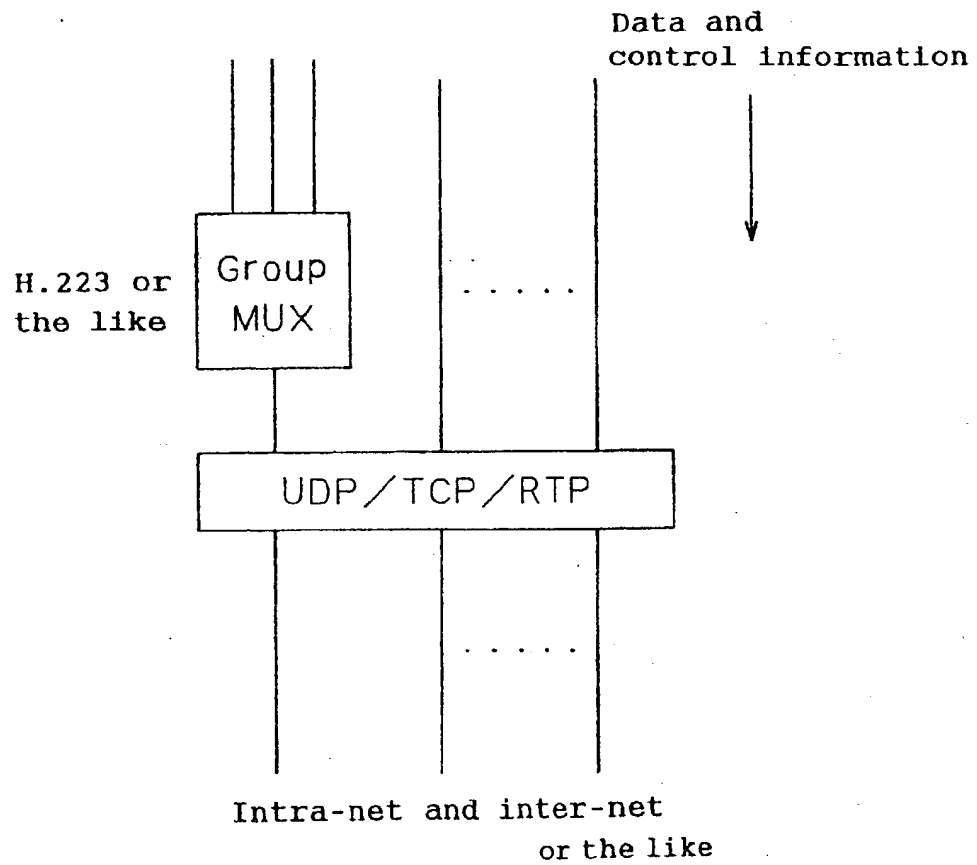 Data and
control information
H.223 or
the like
Group
MUX
.....
UDP/TCP/RTP
.....
Intra-net and inter-net
or the like